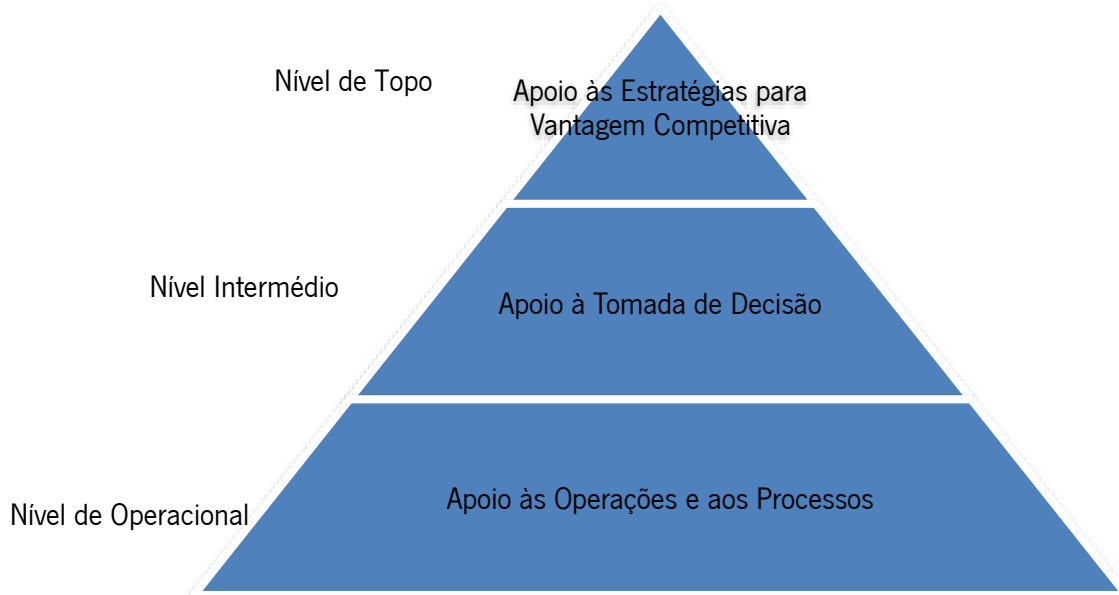 Nível de Topo
Apoio às Estratégias para
Vantagem Competitiva
Nível Intermédio
Apoio à Tomada de Decisão
Nível de Operacional
Apoio às Operações e aos Processos